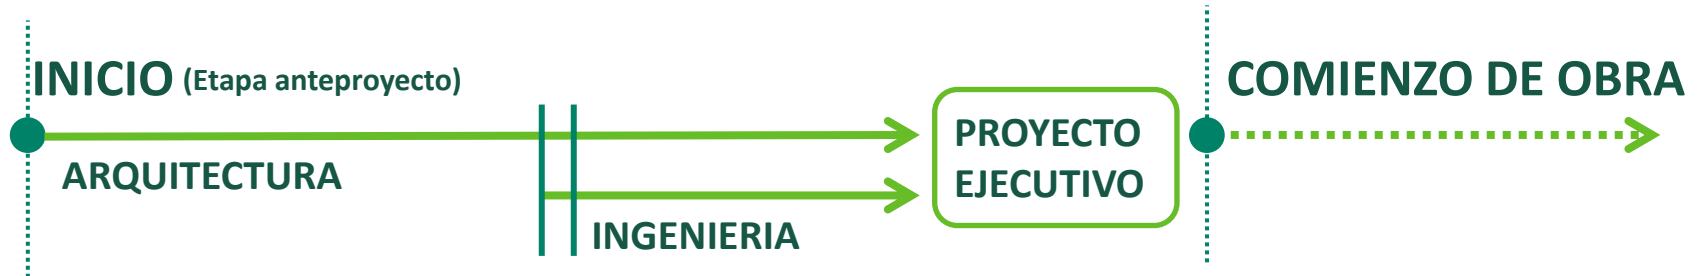 INICIO (Etapa anteproyecto)
ARQUITECTURA
INGENIERIA
PROYECTO
EJECUTIVO
COMIENZO DE OBRA